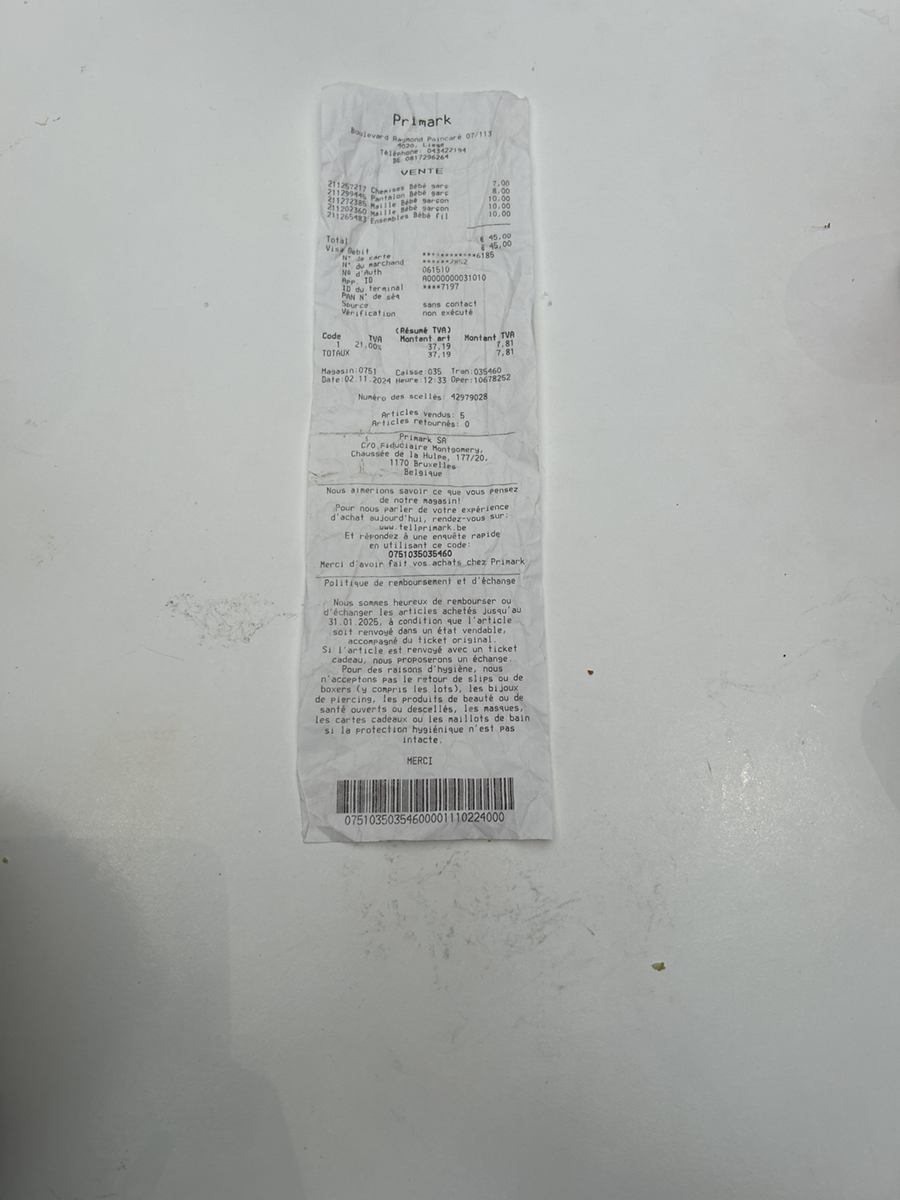 Primark
Boulevard Raymond Poincaré 07/113
4020, Liege
Téléphone: 043422194
BE 0817296264
VENTE
211257217 Chemises Bébé garc 7,00
211299446 Pantalon Bébé garc 8,00
211272385 Maille Bébé garcon 10,00
211202360 Maille Bébé garcon 10,00
211265483 Ensembles Bébé fil 10,00
Total € 45,00
Visa Debit € 45,00
N° de carte ************6185
N° du marchand
N° d'Auth 061510
App. ID A0000000031010
ID du terminal ****7197
PAN N° de séq
Source sans contact
Vérification non exécuté
(Résumé TVA)
Code TVA Montant art Montant TVA
1 21,00% 37,19 7,81
TOTAUX 37,19 7,81
Magasin:0751 Caisse:035 Tran:035460
Date:02.11.2024 Heure:12:33 Oper:10678252
Numéro des scellés: 42979028
Articles vendus: 5
Articles retournés: 0
Primark SA
C/O Fiduciaire Montgomery,
Chaussée de la Hulpe, 177/20,
1170 Bruxelles
Belgique
Nous aimerions savoir ce que vous pensez
de notre magasin!
Pour nous parler de votre expérience
d'achat aujourd'hui, rendez-vous sur:
www.tellprimark.be
Et répondez à une enquête rapide
en utilisant ce code:
0751035035460
Merci d'avoir fait vos achats chez Primark
Politique de remboursement et d'échange
Nous sommes heureux de rembourser ou
d'échanger les articles achetés jusqu'au
31.01.2025, à condition que l'article
soit renvoyé dans un état vendable,
accompagné du ticket original.
Si l'article est renvoyé avec un ticket
cadeau, nous proposerons un échange.
Pour des raisons d'hygiène, nous
n'acceptons pas le retour de slips ou de
boxers (y compris les lots), les bijoux
de piercing, les produits de beauté ou de
santé ouverts ou descellés, les masques,
les cartes cadeaux ou les maillots de bain
si la protection hygiénique n'est pas
intacte.
MERCI
07510350354600001110224000